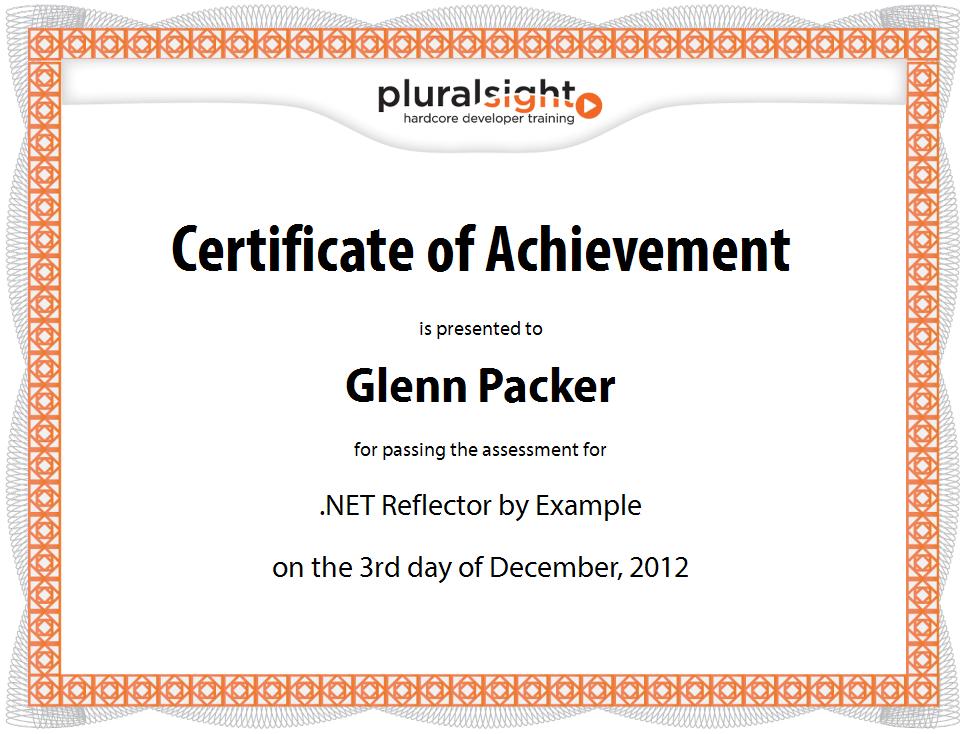 pluralsight
hardcore developer training
Certificate of Achievement
is presented to
Glenn Packer
for passing the assessment for
.NET Reflector by Example
on the 3rd day of December, 2012